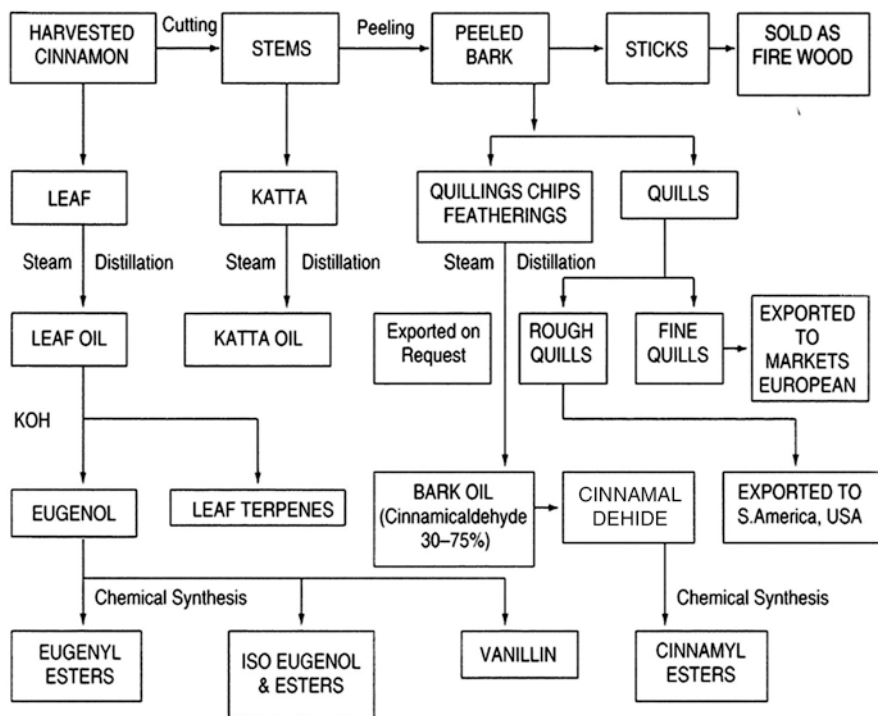 HARVESTED
CINNAMON
Cutting
STEMS
Peeling
PEELED
BARK
STICKS
SOLD AS
FIRE WOOD
LEAF
KATTA
QUILLINGS CHIPS
FEATHERINGS
QUILLS
Steam Distillation
Steam Distillation
Steam Distillation
LEAF OIL
KATTA OIL
Exported on
Request
ROUGH
QUILLS
FINE
QUILLS
EXPORTED
TO
MARKETS
EUROPEAN
KOH
EUGENOL
LEAF TERPENES
BARK OIL
(Cinnamicaldehyde
30–75%)
CINNAMAL
DEHIDE
EXPORTED TO
S.America, USA
Chemical Synthesis
Chemical Synthesis
EUGENYL
ESTERS
ISO EUGENOL
& ESTERS
VANILLIN
CINNAMYL
ESTERS